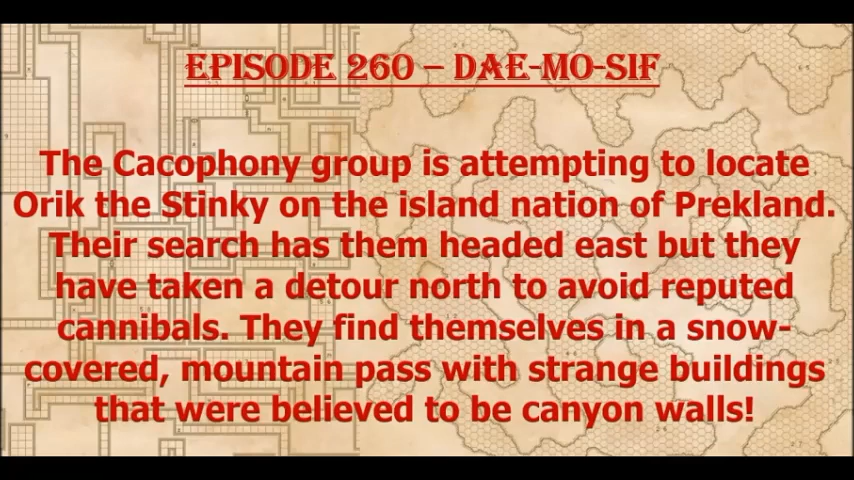 EPISODE 260 – DAE-MO-SIF
The Cacophony group is attempting to locate
Orik the Stinky on the island nation of Prekland.
Their search has them headed east but they
have taken a detour north to avoid reputed
cannibals. They find themselves in a snow-
covered, mountain pass with strange buildings
that were believed to be canyon walls!